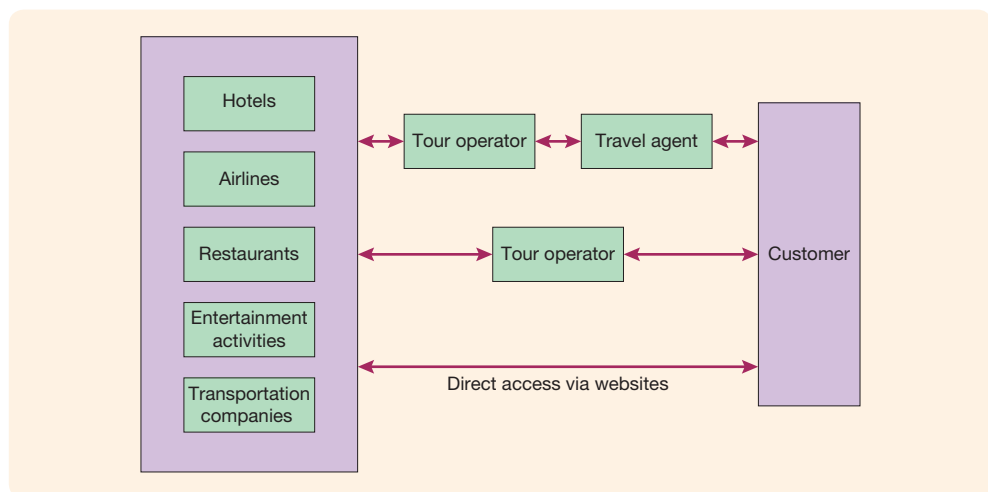 Hotels
Airlines
Restaurants
Entertainment
activities
Transportation
companies
Tour operator
Travel agent
Tour operator
Direct access via websites
Customer